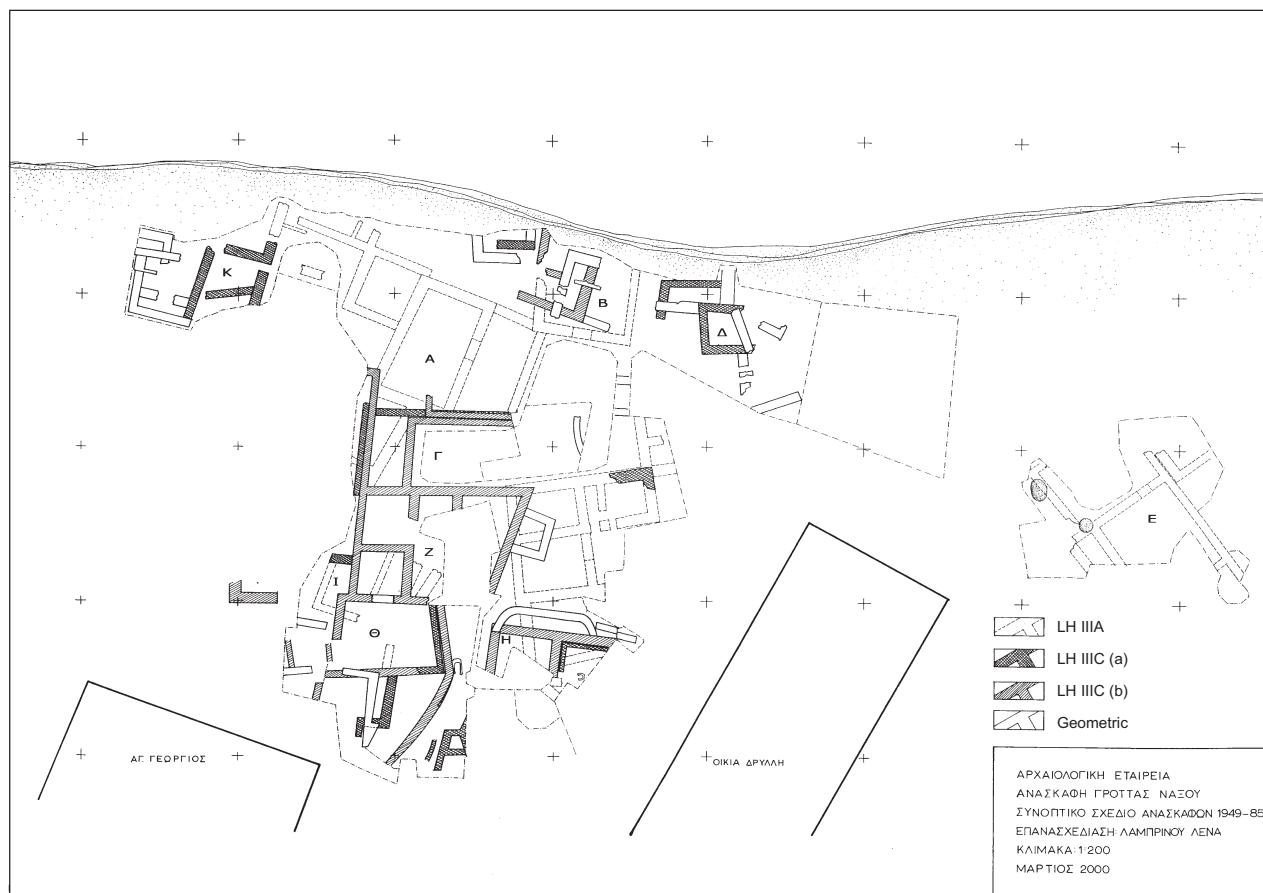 Κ
Β
Δ
Α
Γ
Ε
Ζ
Ι
Θ
Η
LH IIIA
LH IIIC (a)
LH IIIC (b)
Geometric
ΑΓ. ΓΕΩΡΓΙΟΣ
ΟΙΚΙΑ ΔΡΥΛΛΗ
ΑΡΧΑΙΟΛΟΓΙΚΗ ΕΤΑΙΡΕΙΑ
ΑΝΑΣΚΑΦΗ ΓΡΟΤΤΑΣ ΝΑΞΟΥ
ΣΥΝΟΠΤΙΚΟ ΣΧΕΔΙΟ ΑΝΑΣΚΑΦΩΝ 1949-85
ΕΠΑΝΑΣΧΕΔΙΑΣΗ: ΛΑΜΠΡΙΝΟΥ ΛΕΝΑ
ΚΛΙΜΑΚΑ: 1:200
ΜΑΡΤΙΟΣ 2000